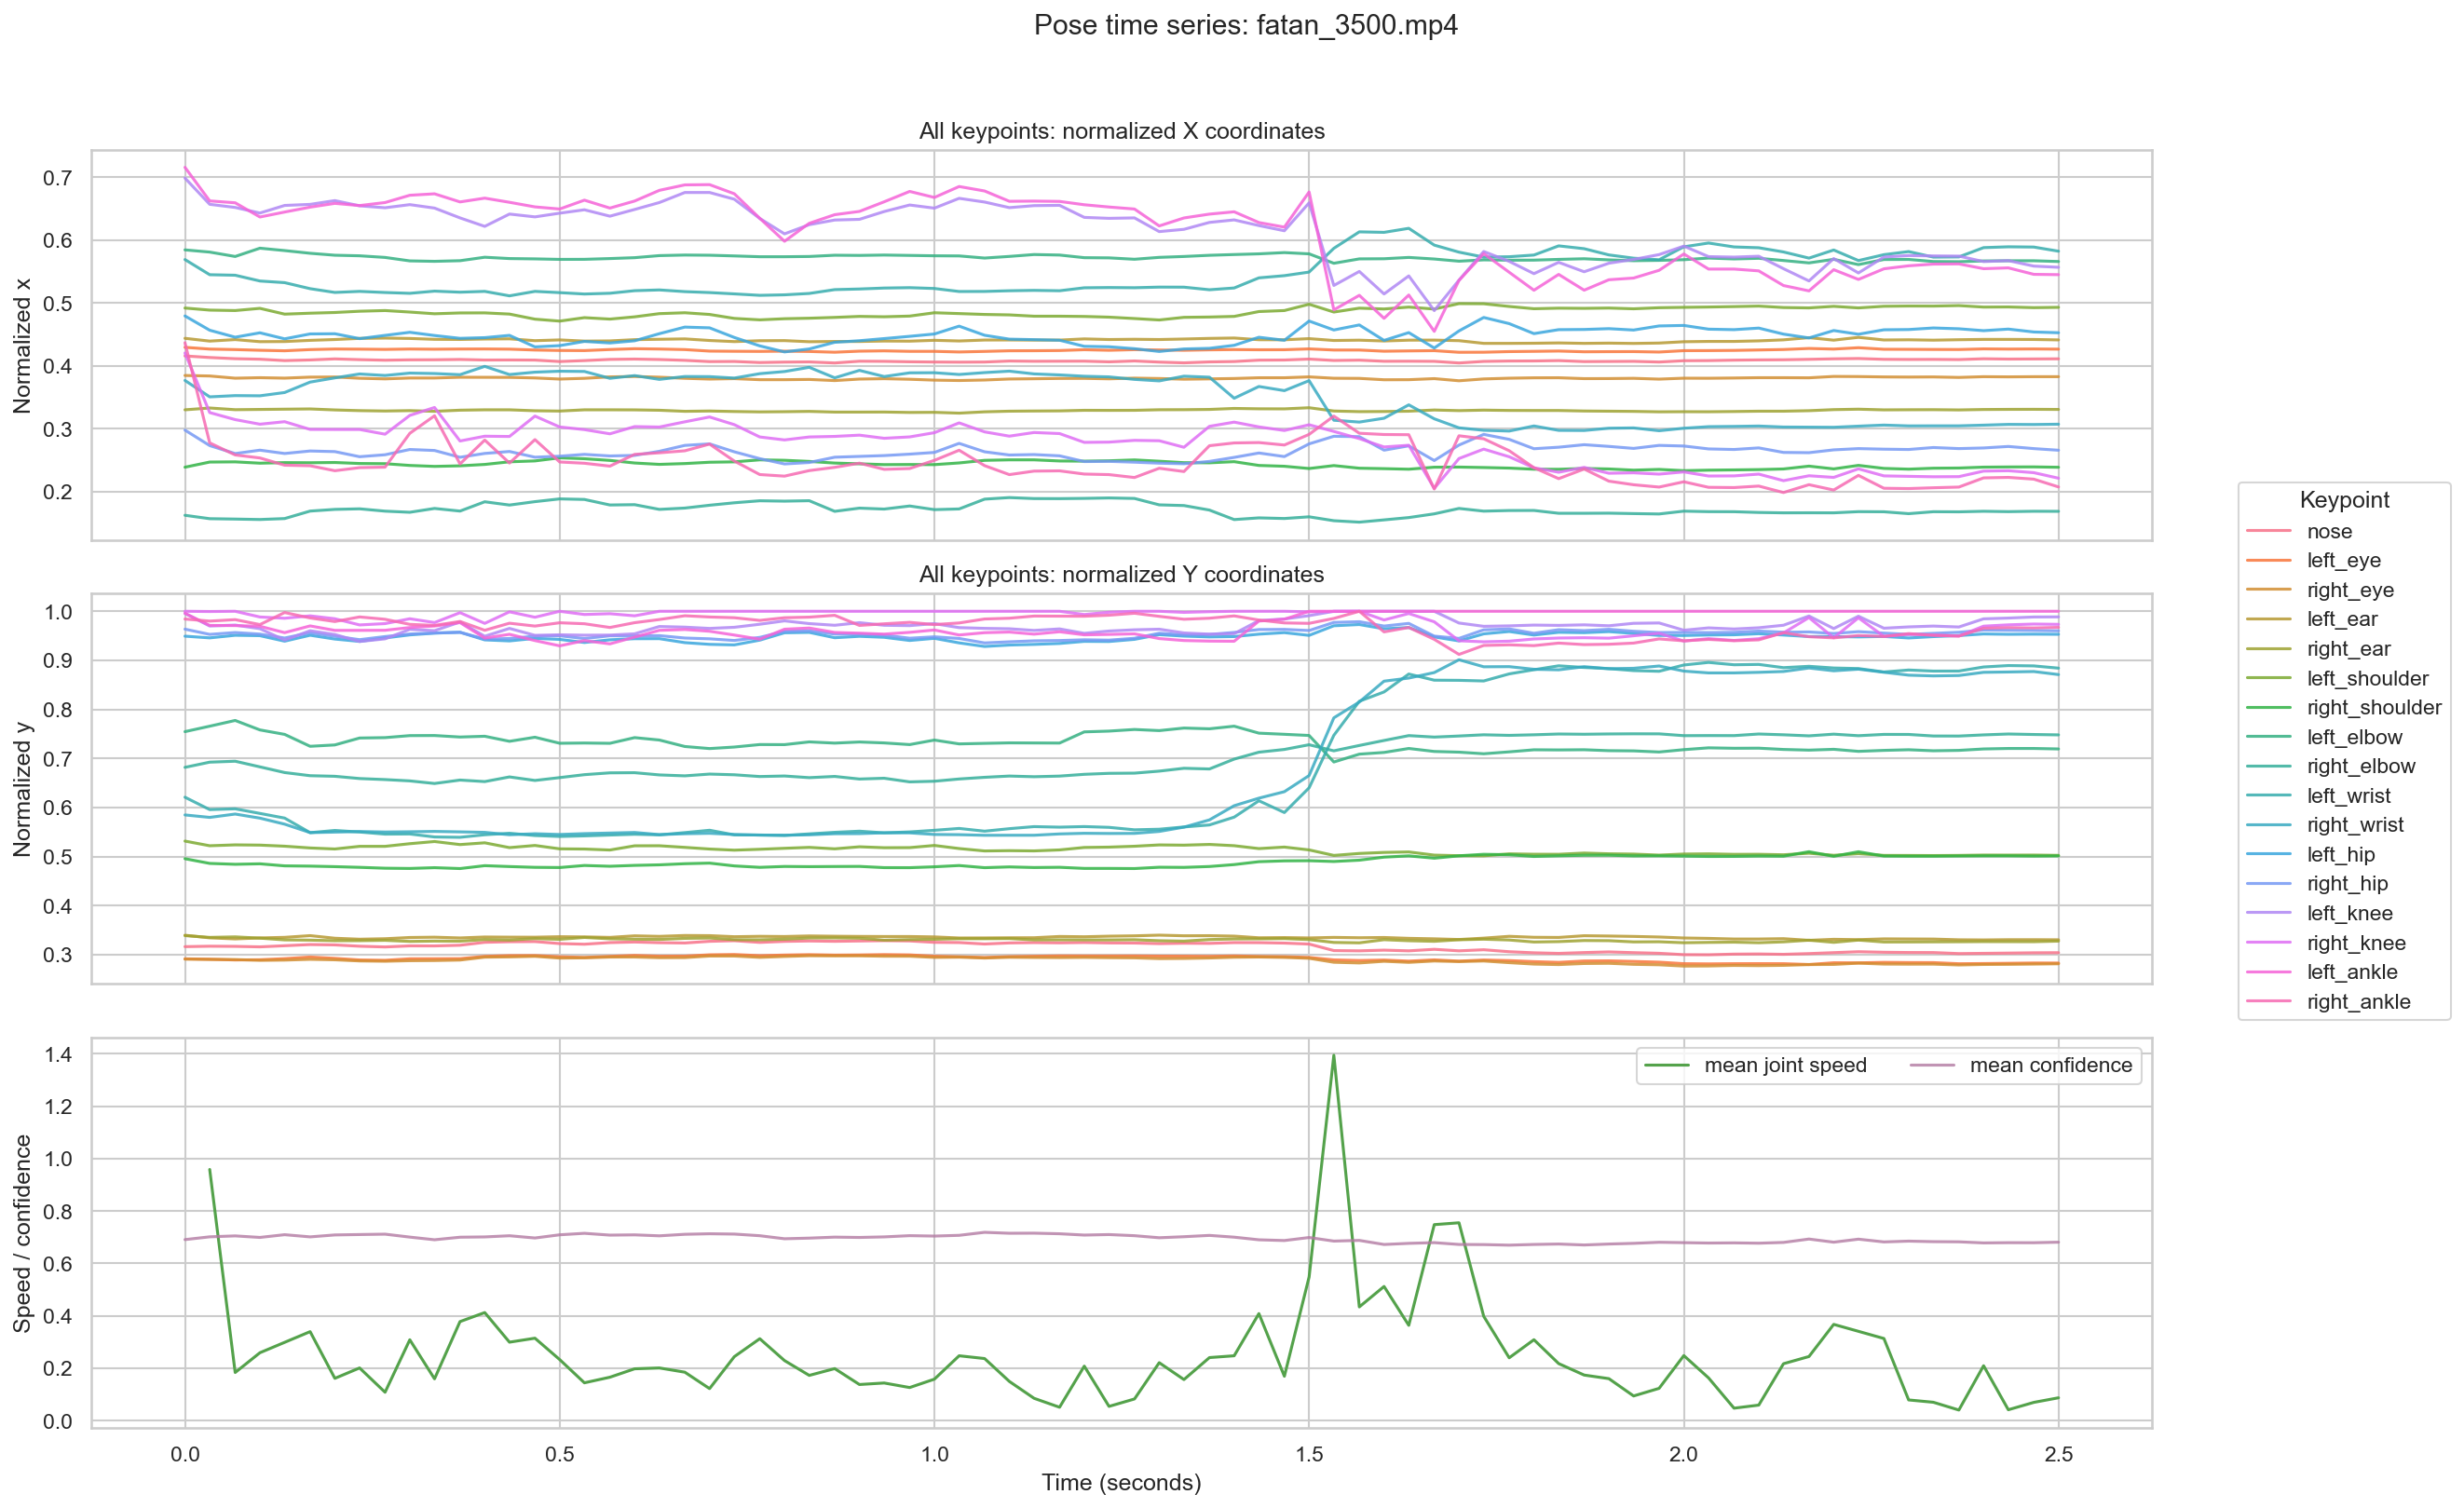 Pose time series: fatan_3500.mp4
All keypoints: normalized X coordinates
Normalized x
0.7
0.6
0.5
0.4
0.3
0.2
All keypoints: normalized Y coordinates
Normalized y
1.0
0.9
0.8
0.7
0.6
0.5
0.4
0.3
Keypoint
nose
left_eye
right_eye
left_ear
right_ear
left_shoulder
right_shoulder
left_elbow
right_elbow
left_wrist
right_wrist
left_hip
right_hip
left_knee
right_knee
left_ankle
right_ankle
mean joint speed mean confidence
Speed / confidence
1.4
1.2
1.0
0.8
0.6
0.4
0.2
0.0
0.0 0.5 1.0 1.5 2.0 2.5
Time (seconds)